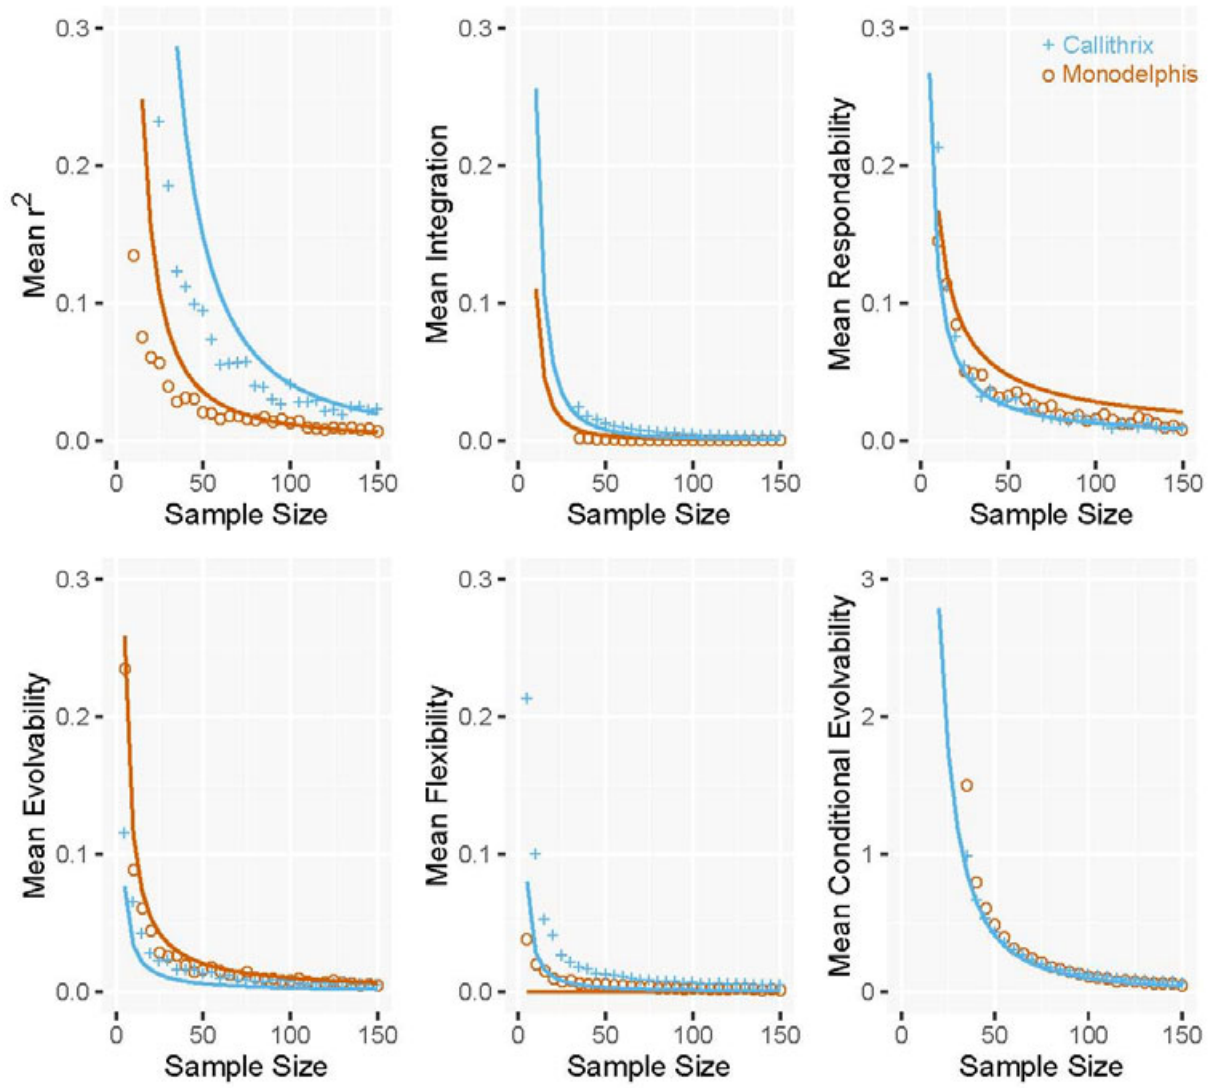 0.3
0.2
0.1
0.0
Mean r²
0 50 100 150
Sample Size
0.3
0.2
0.1
0.0
Mean Integration
0 50 100 150
Sample Size
+ Callithrix
o Monodelphis
0.3
0.2
0.1
0.0
Mean Respondability
0 50 100 150
Sample Size
0.3
0.2
0.1
0.0
Mean Evolvability
0 50 100 150
Sample Size
0.3
0.2
0.1
0.0
Mean Flexibility
0 50 100 150
Sample Size
3
2
1
0
Mean Conditional Evolvability
0 50 100 150
Sample Size